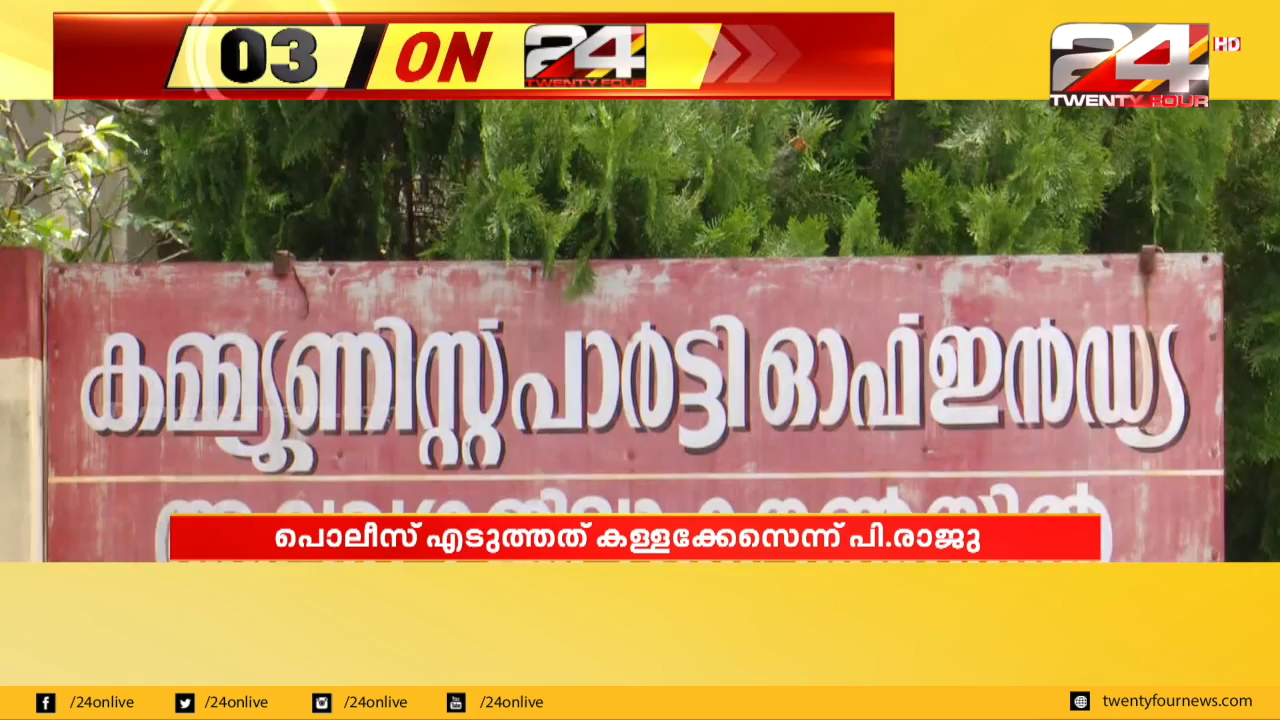 03 ON 24 TWENTY FOUR
24 HD
TWENTY FOUR
കമ്മ്യൂണിസ്റ്റ് പാർട്ടി ഓഫ് ഇൻഡ്യ
പൊലീസ് എടുത്തത് കള്ളക്കേസെന്ന് പി.രാജു
/24onlive /24onlive /24onlive /24onlive twentyfournews.com